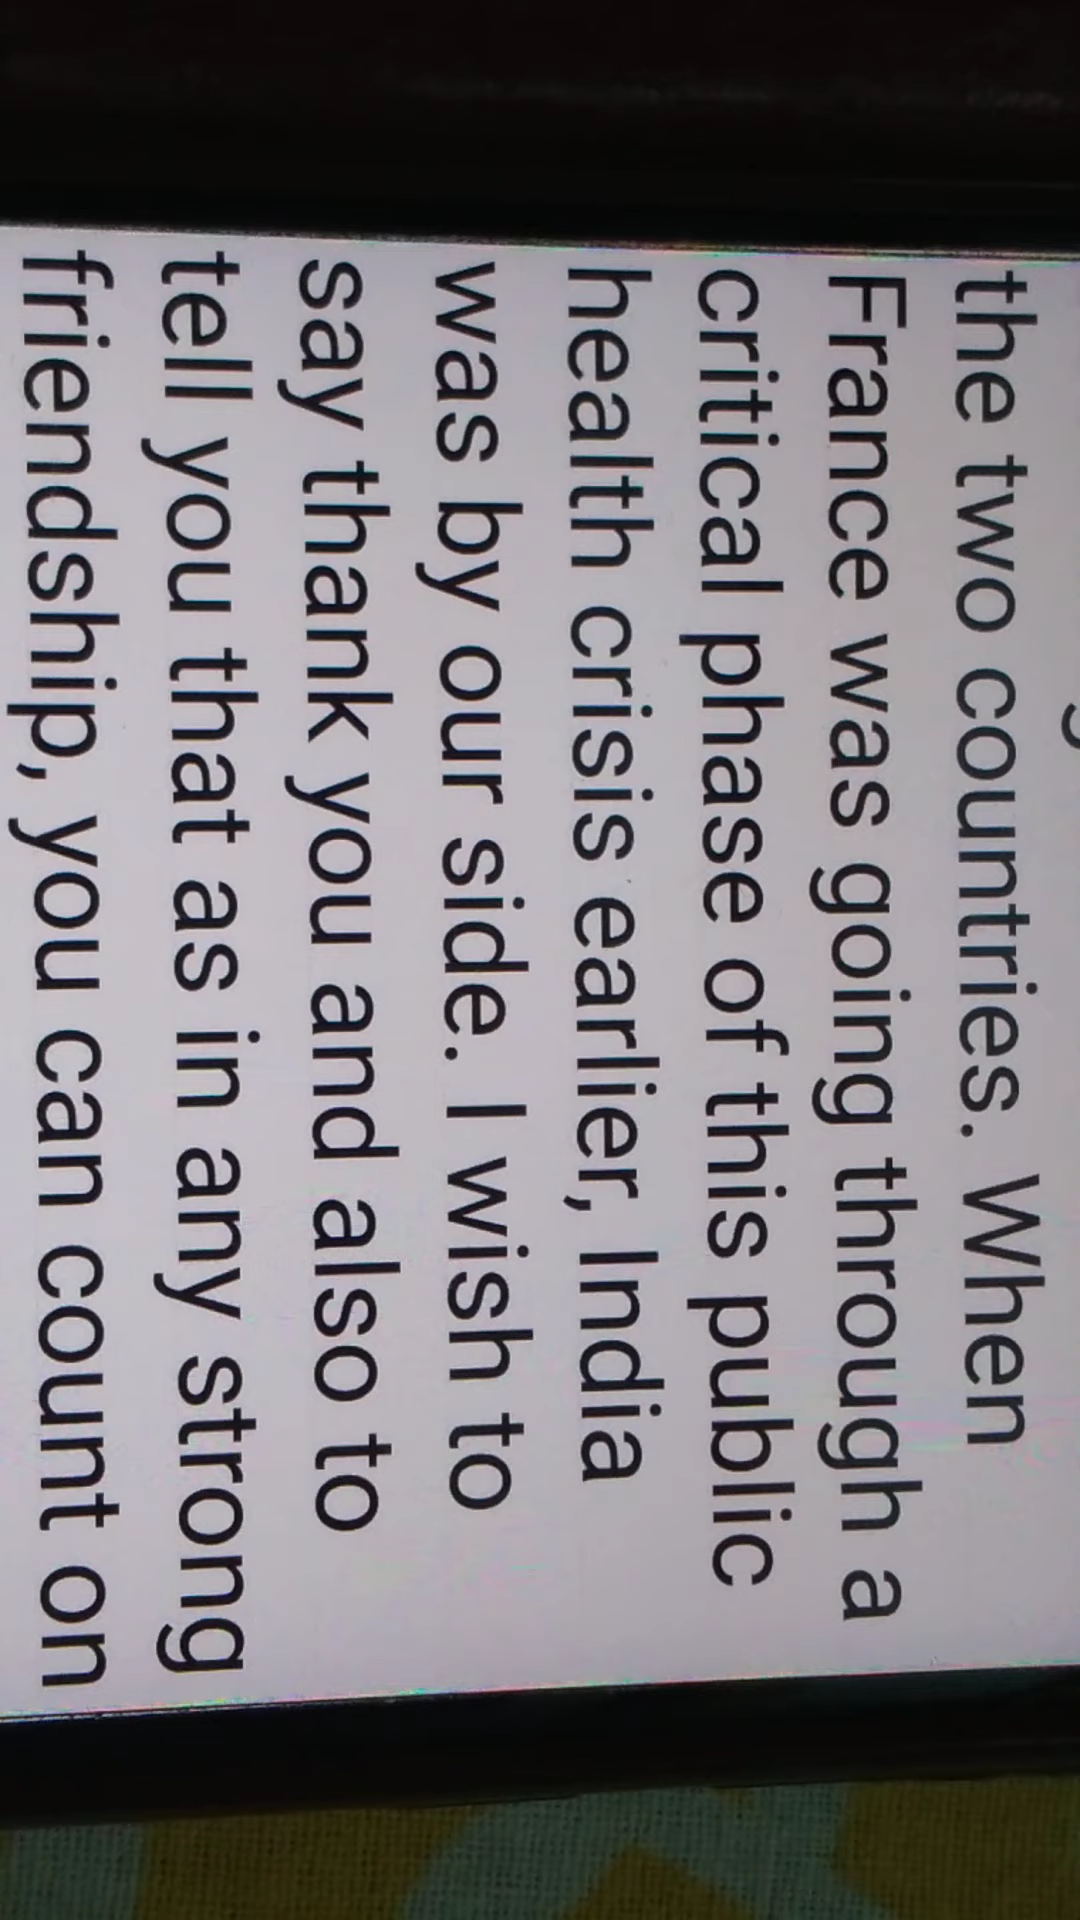 the two countries. When
France was going through a
critical phase of this public
health crisis earlier, India
was by our side. I wish to
say thank you and also to
tell you that as in any strong
friendship, you can count on